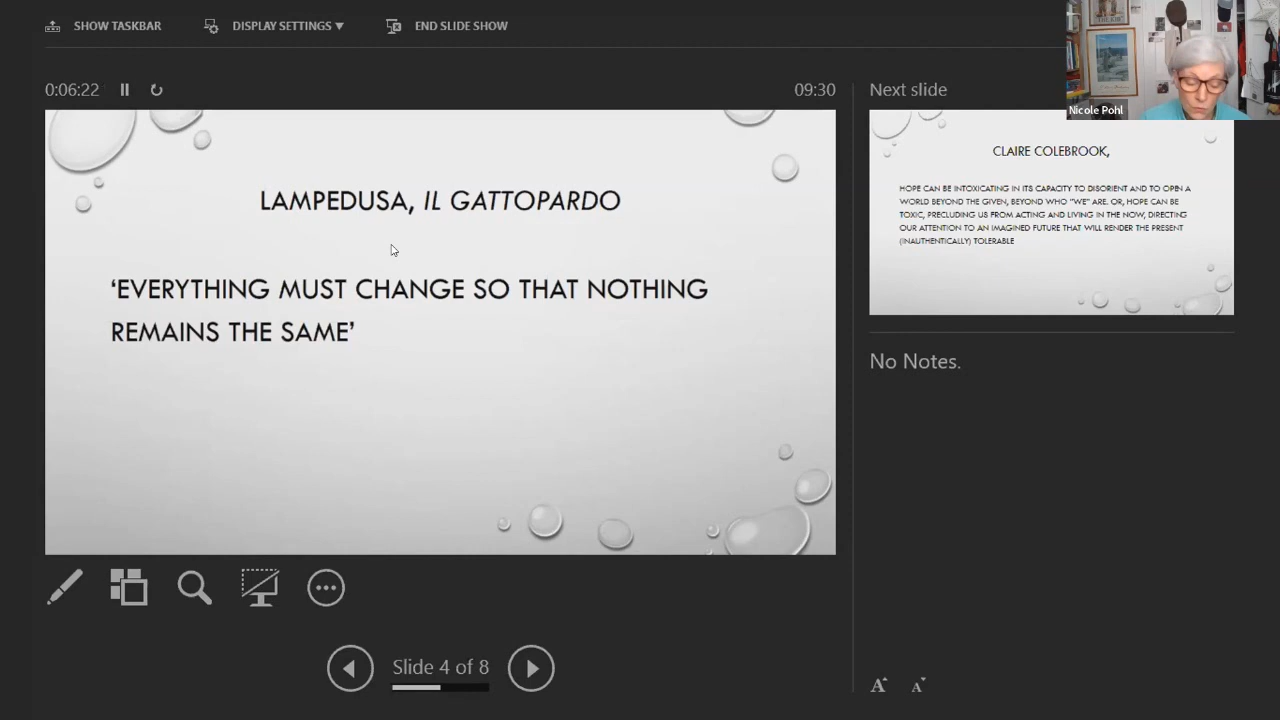 SHOW TASKBAR
DISPLAY SETTINGS ▼
END SLIDE SHOW
0:06:22
09:30
LAMPEDUSA, IL GATTOPARDO
‘EVERYTHING MUST CHANGE SO THAT NOTHING
REMAINS THE SAME’
Slide 4 of 8
Nicole Pohl
Next slide
CLAIRE COLEBROOK,
HOPE CAN BE INTOXICATING IN ITS CAPACITY TO DISORIENT AND TO OPEN A
WORLD BEYOND THE GIVEN, BEYOND WHO "WE" ARE. OR, HOPE CAN BE
TOXIC, PRECLUDING US FROM ACTING AND LIVING IN THE NOW, DIRECTING
OUR ATTENTION TO AN IMAGINED FUTURE THAT WILL RENDER THE PRESENT
(INAUTHENTICALLY) TOLERABLE
No Notes.
A A